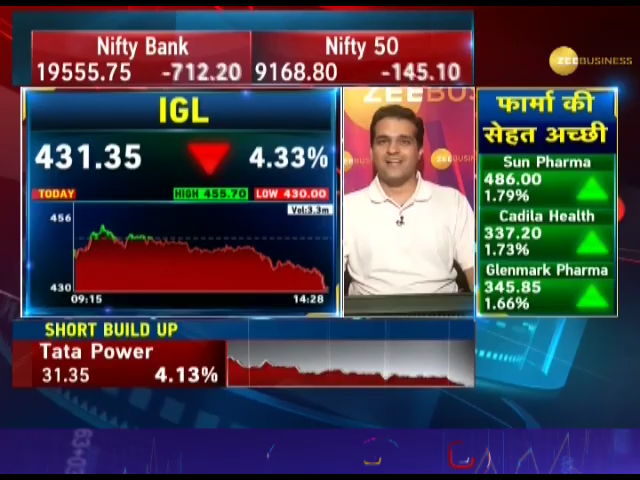 Nifty Bank
19555.75 -712.20
Nifty 50
9168.80 -145.10
ZEEBUSINESS
IGL
431.35 4.33%
TODAY HIGH 455.70 LOW 430.00
Vol:3.3m
456
430
09:15 14:28
ZEEBUS
ZEEBUSINESS
फार्मा की
सेहत अच्छी
Sun Pharma
486.00
1.79%
Cadila Health
337.20
1.73%
Glenmark Pharma
345.85
1.66%
SHORT BUILD UP
Tata Power
31.35 4.13%